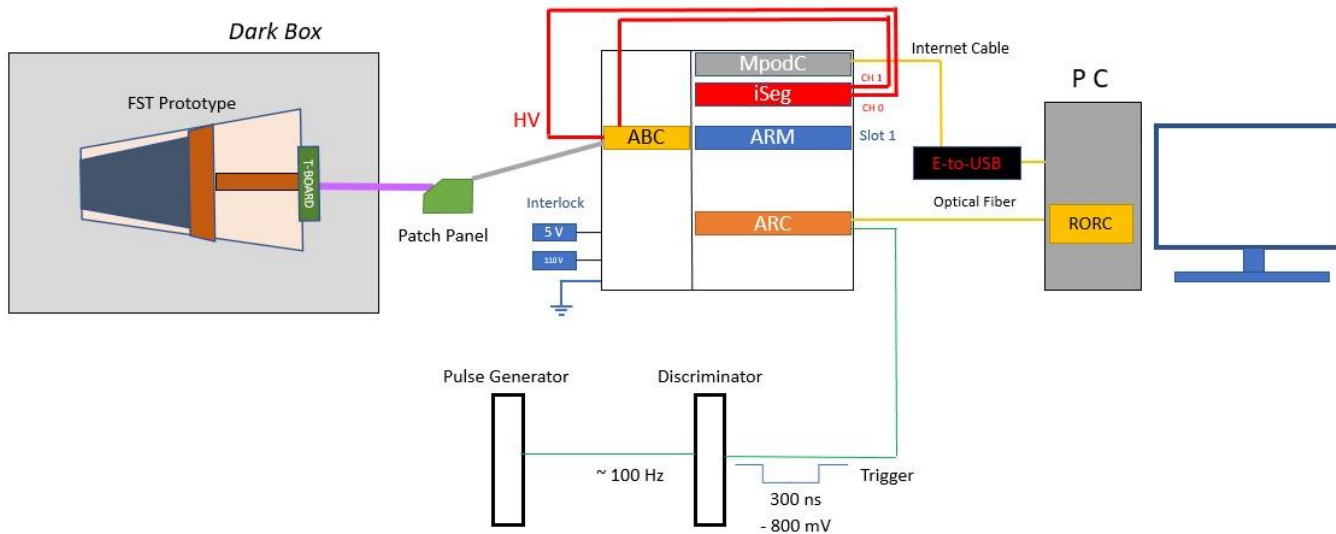 Dark Box
FST Prototype
T-BOARD
Patch Panel
HV
ABC
MpodC
iSeg
CH 1
CH 0
ARM
Slot 1
ARC
Interlock
5 V
110 V
Internet Cable
E-to-USB
Optical Fiber
P C
RORC
Pulse Generator
Discriminator
~ 100 Hz
Trigger
300 ns
- 800 mV